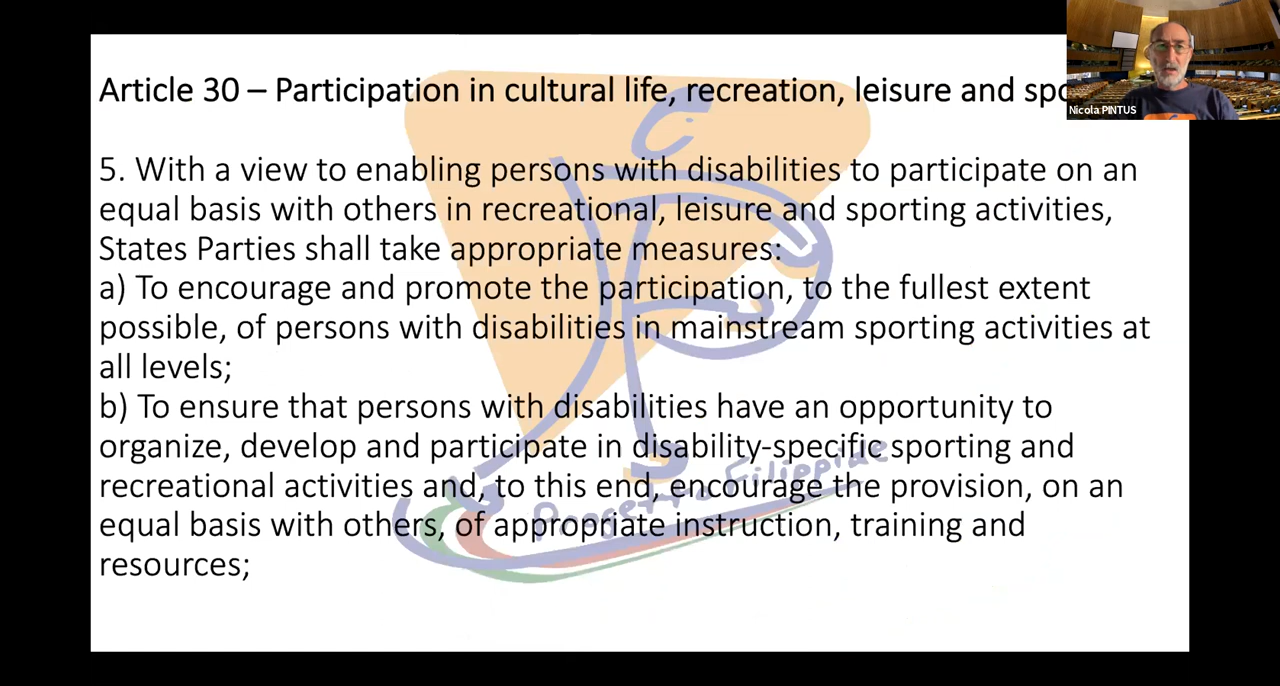 Article 30 – Participation in cultural life, recreation, leisure and spo
Nicola PINTUS
5. With a view to enabling persons with disabilities to participate on an
equal basis with others in recreational, leisure and sporting activities,
States Parties shall take appropriate measures:
a) To encourage and promote the participation, to the fullest extent
possible, of persons with disabilities in mainstream sporting activities at
all levels;
b) To ensure that persons with disabilities have an opportunity to
organize, develop and participate in disability-specific sporting and
recreational activities and, to this end, encourage the provision, on an
equal basis with others, of appropriate instruction, training and
resources;
Progetto Filippide